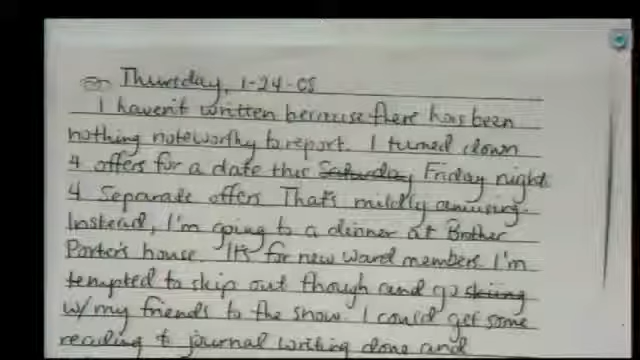 Thursday, 1-24-08
I haven't written because there has been
nothing noteworthy to report. I turned down
4 offers for a date this Saturday Friday night.
4 Separate offers That's mildly amusing.
Instead, I'm going to a dinner at Brother
Porter's house. It's for new ward members. I'm
tempted to skip out though and go skiing
w/my friends to the snow. I could get some
reading & journal writing done and